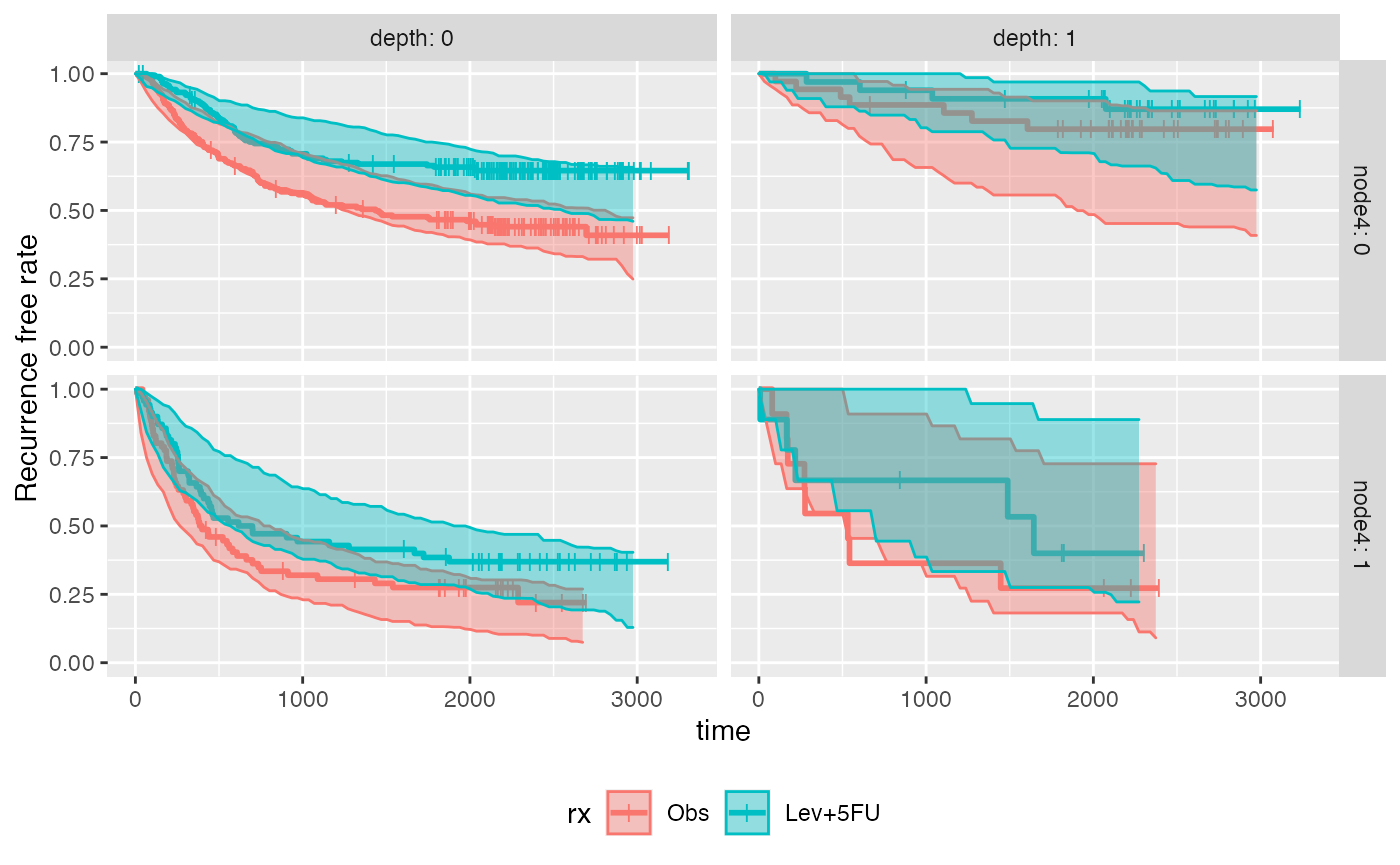 depth: 0
depth: 1
Recurrence free rate
1.00
0.75
0.50
0.25
0.00
node4: 0
1.00
0.75
0.50
0.25
0.00
node4: 1
0 1000 2000 3000
0 1000 2000 3000
time
rx Obs Lev+5FU